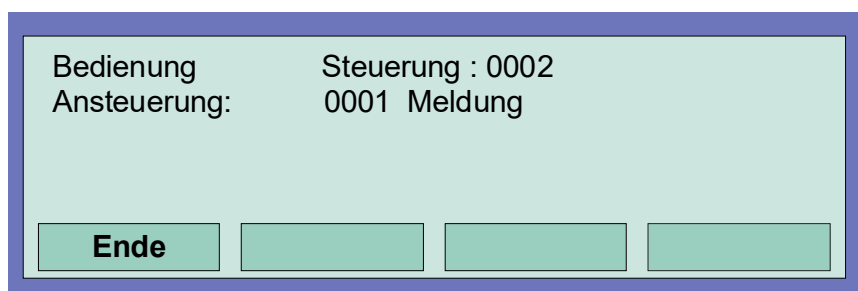 Bedienung Steuerung : 0002
Ansteuerung: 0001 Meldung
Ende